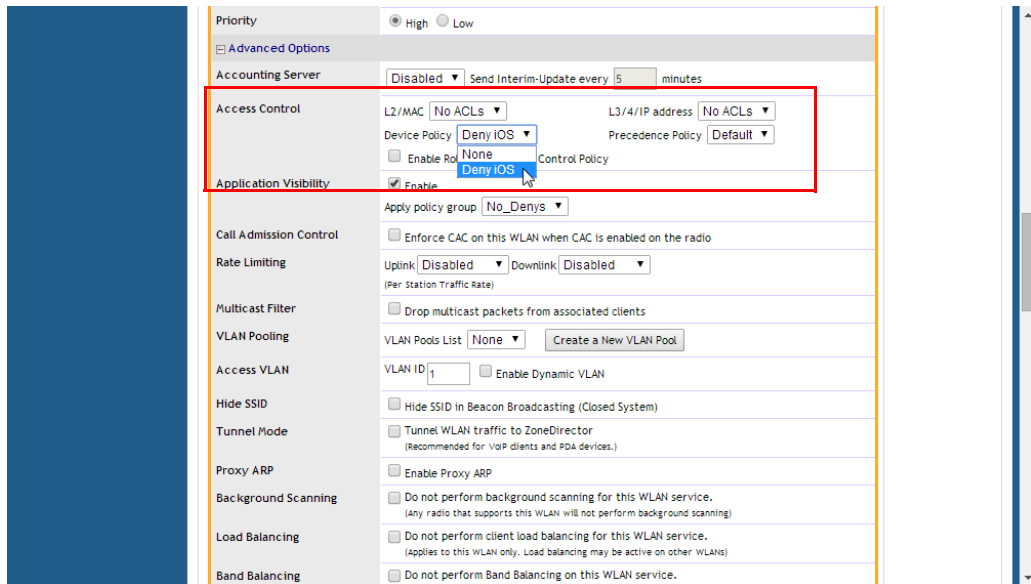 Priority High Low
Advanced Options
Accounting Server Disabled Send Interim-Update every 5 minutes
Access Control L2/MAC No ACLs L3/4/IP address No ACLs
Device Policy Deny iOS Precedence Policy Default
None
Enable Rol Control Policy
Deny iOS
Application Visibility Enable
Apply policy group No_Denys
Call Admission Control Enforce CAC on this WLAN when CAC is enabled on the radio
Rate Limiting Uplink Disabled Downlink Disabled
(Per Station Traffic Rate)
Multicast Filter Drop multicast packets from associated clients
VLAN Pooling VLAN Pools List None Create a New VLAN Pool
Access VLAN VLAN ID 1 Enable Dynamic VLAN
Hide SSID Hide SSID in Beacon Broadcasting (Closed System)
Tunnel Mode Tunnel WLAN traffic to ZoneDirector
(Recommended for VoIP clients and PDA devices.)
Proxy ARP Enable Proxy ARP
Background Scanning Do not perform background scanning for this WLAN service.
(Any radio that supports this WLAN will not perform background scanning)
Load Balancing Do not perform client load balancing for this WLAN service.
(Applies to this WLAN only. Load balancing may be active on other WLANs)
Band Balancing Do not perform Band Balancing on this WLAN service.